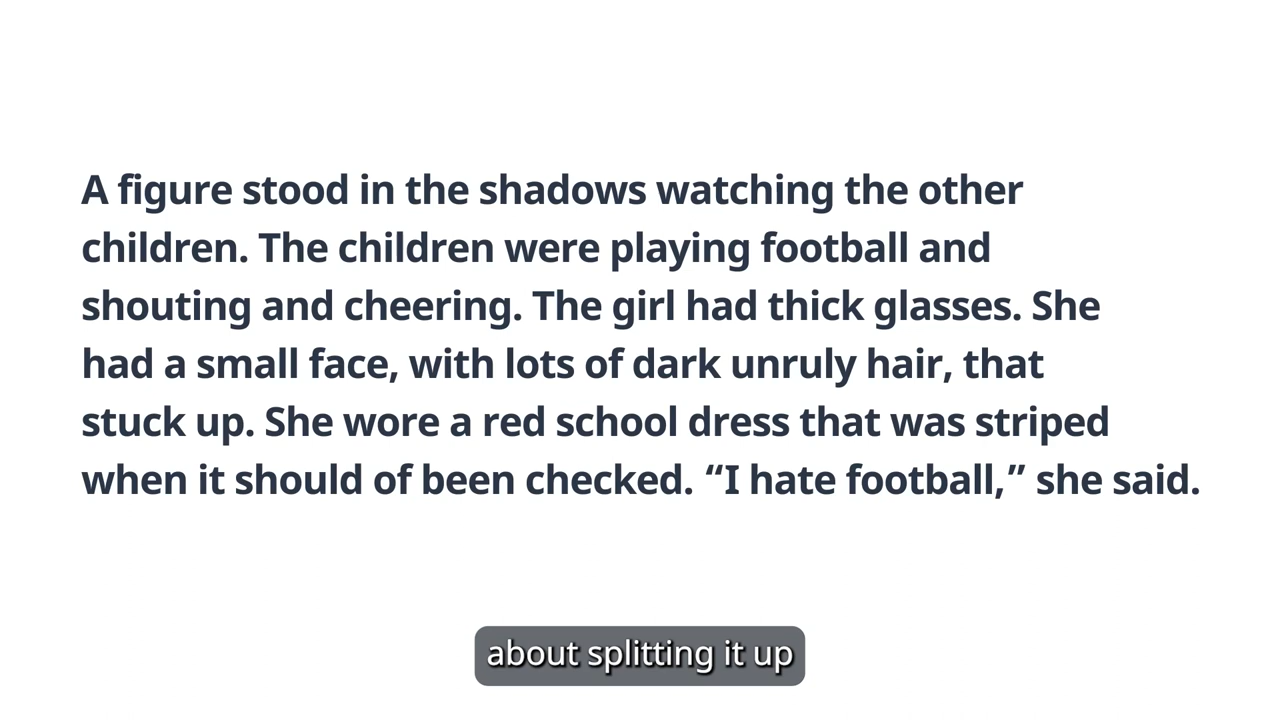 A figure stood in the shadows watching the other
children. The children were playing football and
shouting and cheering. The girl had thick glasses. She
had a small face, with lots of dark unruly hair, that
stuck up. She wore a red school dress that was striped
when it should of been checked. “I hate football,” she said.
about splitting it up